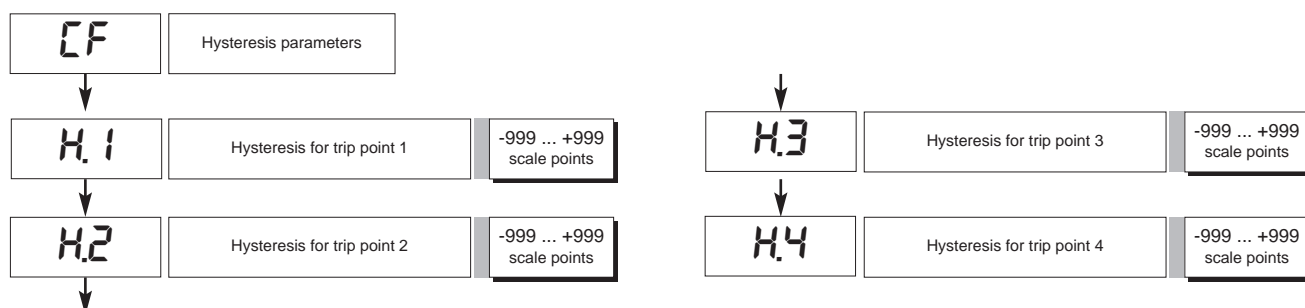 CF
Hysteresis parameters
H.1
Hysteresis for trip point 1
-999 ... +999
scale points
H.2
Hysteresis for trip point 2
-999 ... +999
scale points
H.3
Hysteresis for trip point 3
-999 ... +999
scale points
H.4
Hysteresis for trip point 4
-999 ... +999
scale points